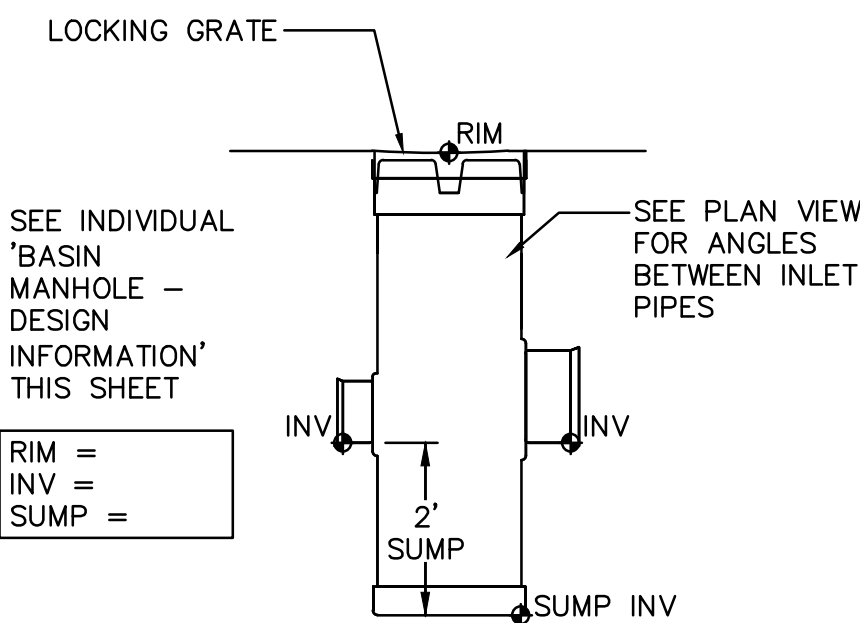 LOCKING GRATE
RIM
SEE INDIVIDUAL
'BASIN
MANHOLE –
DESIGN
INFORMATION'
THIS SHEET
SEE PLAN VIEW
FOR ANGLES
BETWEEN INLET
PIPES
INV
INV
RIM =
INV =
SUMP =
2'
SUMP
SUMP INV